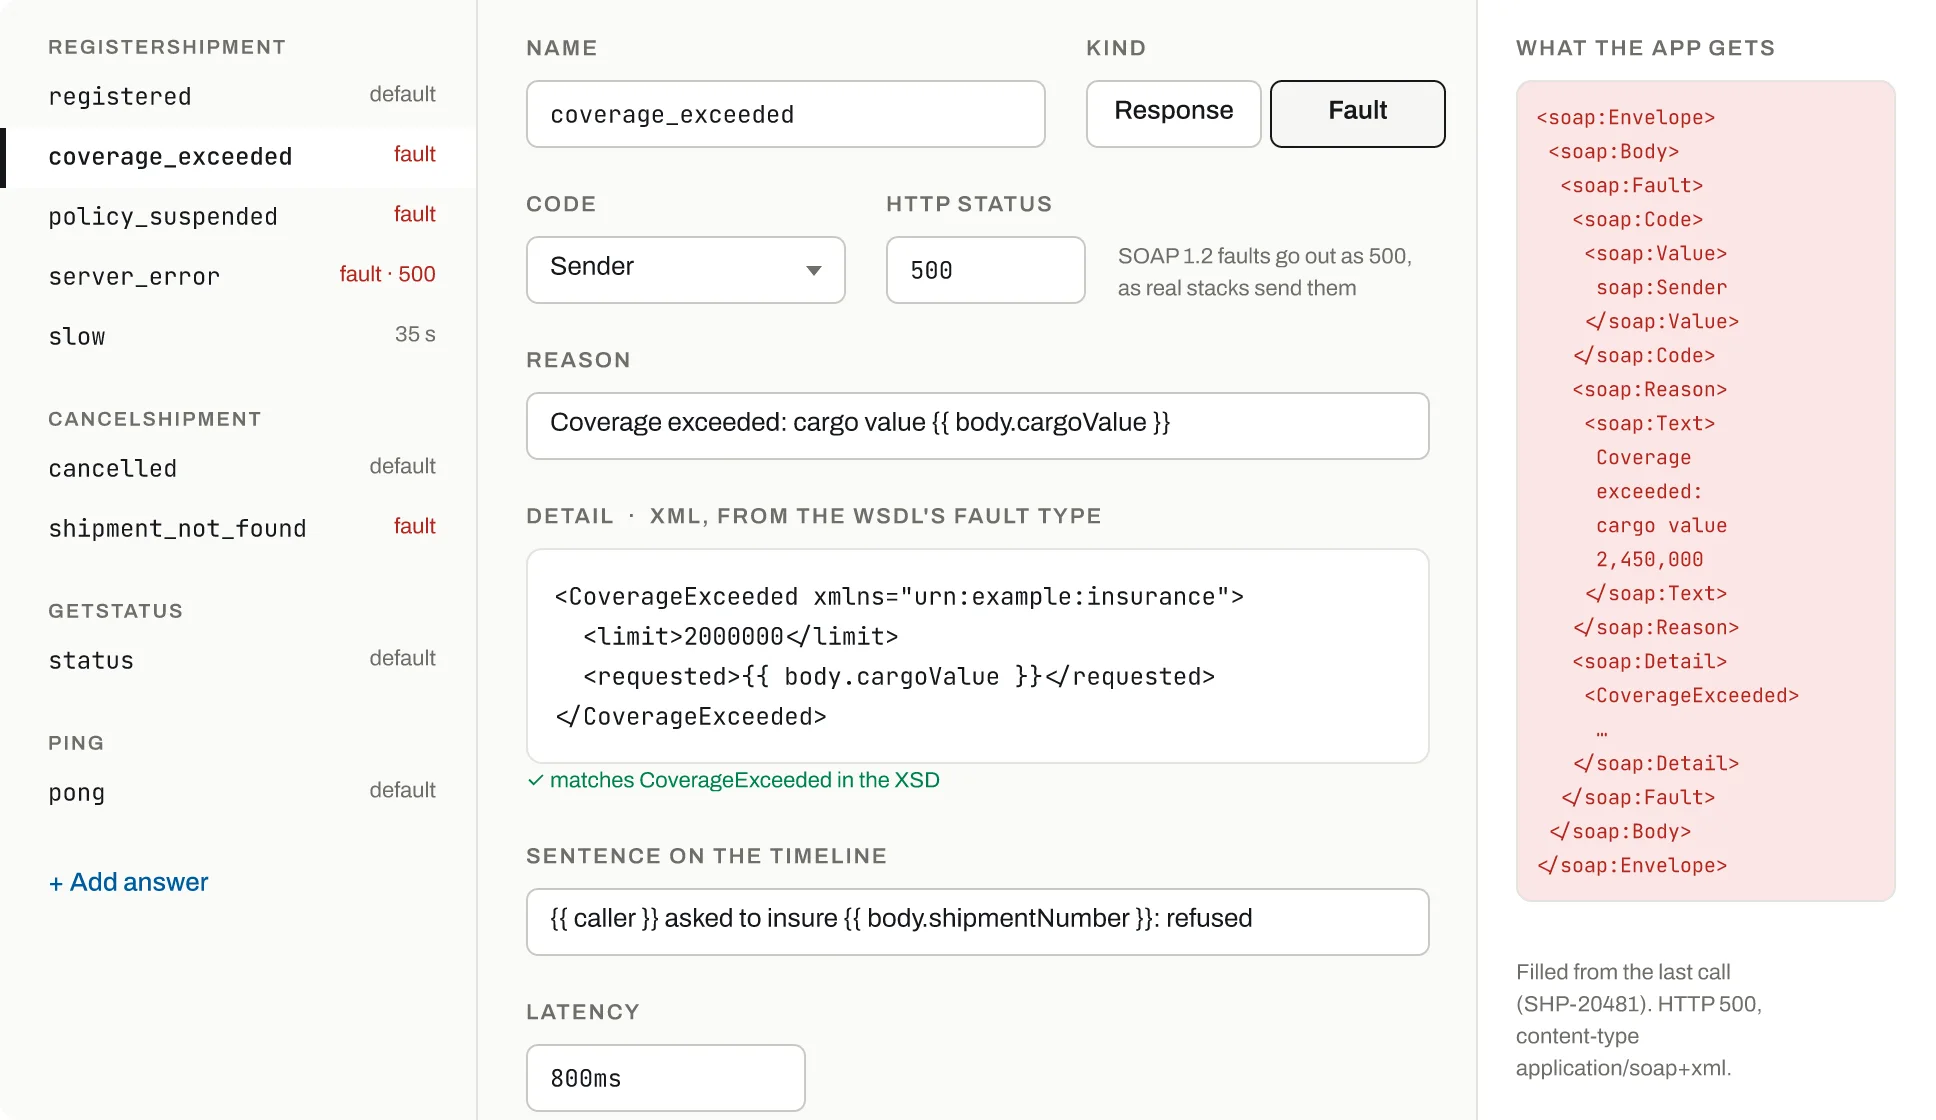 REGISTERSHIPMENT
registered default
coverage_exceeded fault
policy_suspended fault
server_error fault · 500
slow 35 s
CANCELSHIPMENT
cancelled default
shipment_not_found fault
GETSTATUS
status default
PING
pong default
+ Add answer
NAME
coverage_exceeded
KIND
Response Fault
CODE
Sender
HTTP STATUS
500
SOAP 1.2 faults go out as 500,
as real stacks send them
REASON
Coverage exceeded: cargo value {{ body.cargoValue }}
DETAIL · XML, FROM THE WSDL'S FAULT TYPE
<CoverageExceeded xmlns="urn:example:insurance">
<limit>2000000</limit>
<requested>{{ body.cargoValue }}</requested>
</CoverageExceeded>
✓ matches CoverageExceeded in the XSD
SENTENCE ON THE TIMELINE
{{ caller }} asked to insure {{ body.shipmentNumber }}: refused
LATENCY
800ms
WHAT THE APP GETS
<soap:Envelope>
<soap:Body>
<soap:Fault>
<soap:Code>
<soap:Value>
soap:Sender
</soap:Value>
</soap:Code>
<soap:Reason>
<soap:Text>
Coverage
exceeded:
cargo value
2,450,000
</soap:Text>
</soap:Reason>
<soap:Detail>
<CoverageExceeded>
…
</soap:Detail>
</soap:Fault>
</soap:Body>
</soap:Envelope>
Filled from the last call
(SHP-20481). HTTP 500,
content-type
application/soap+xml.